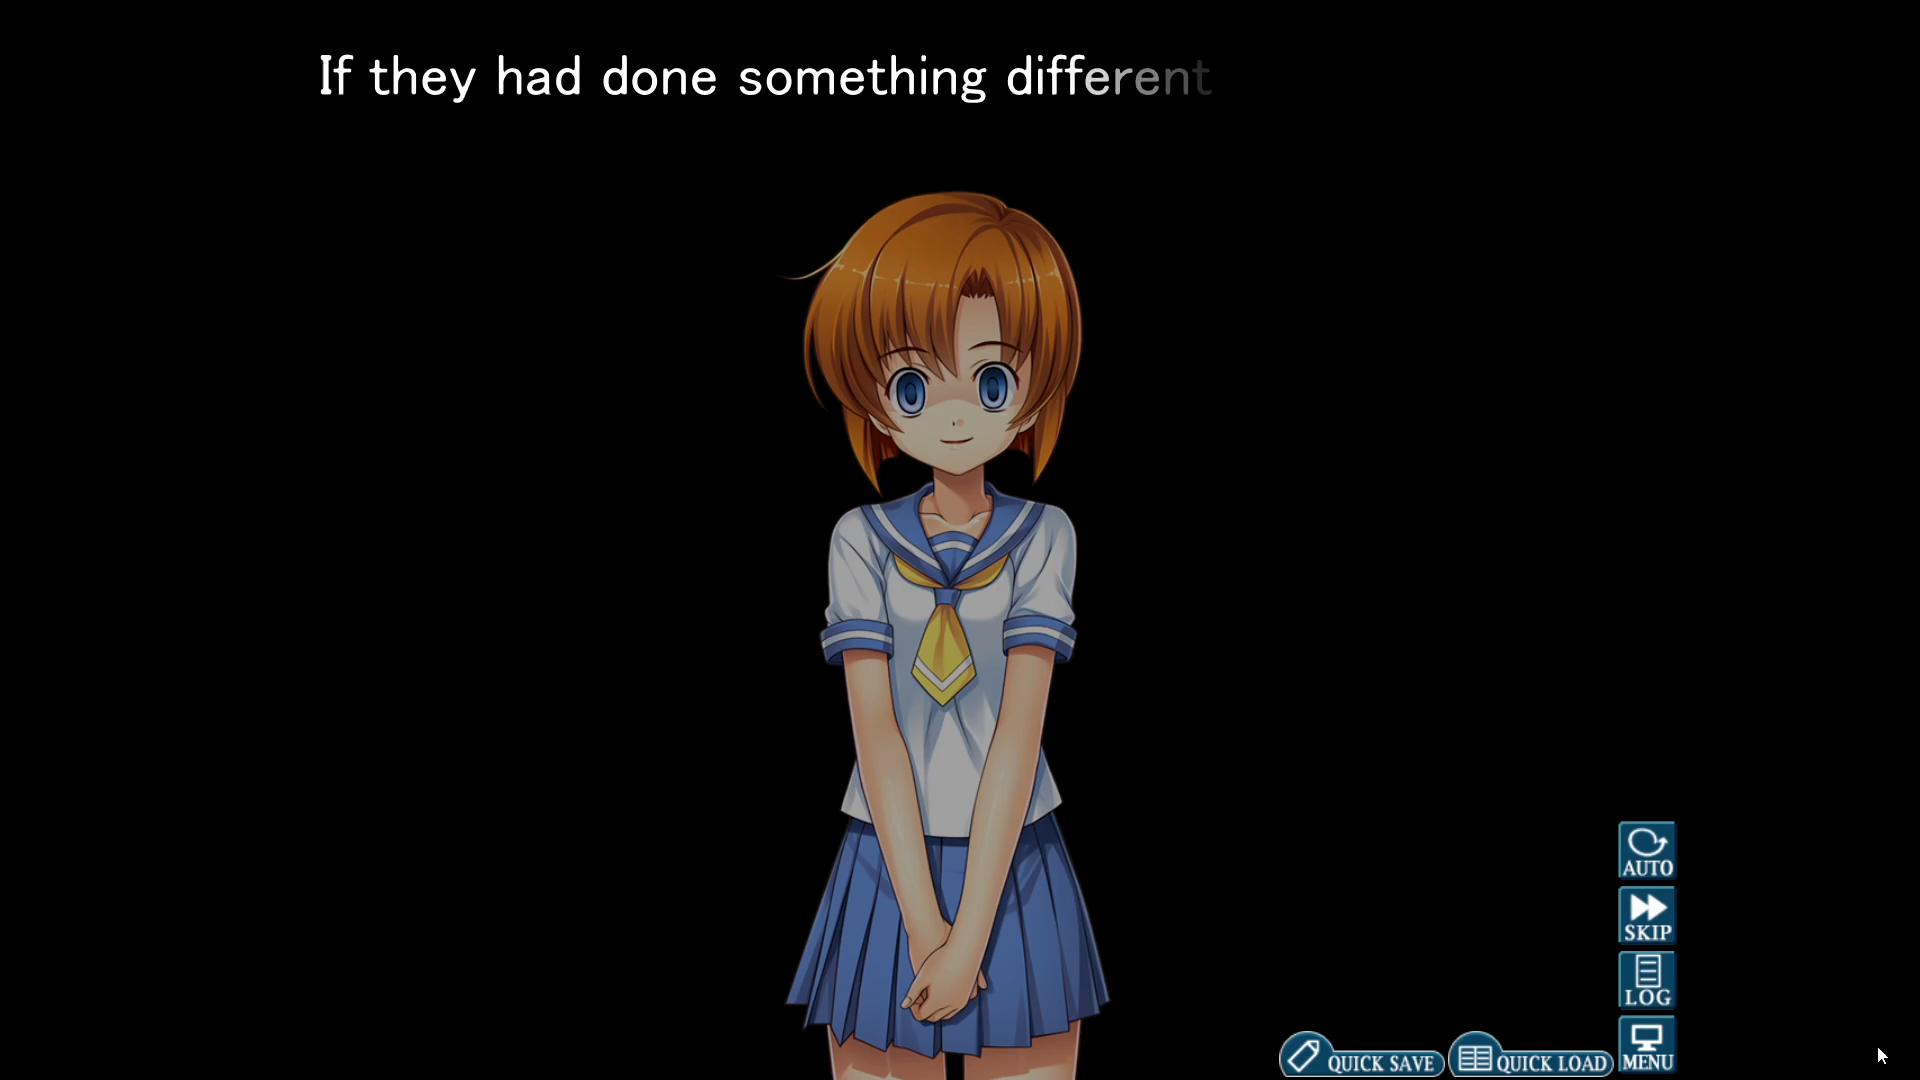 If they had done something different
AUTO
SKIP
LOG
MENU
QUICK SAVE
QUICK LOAD